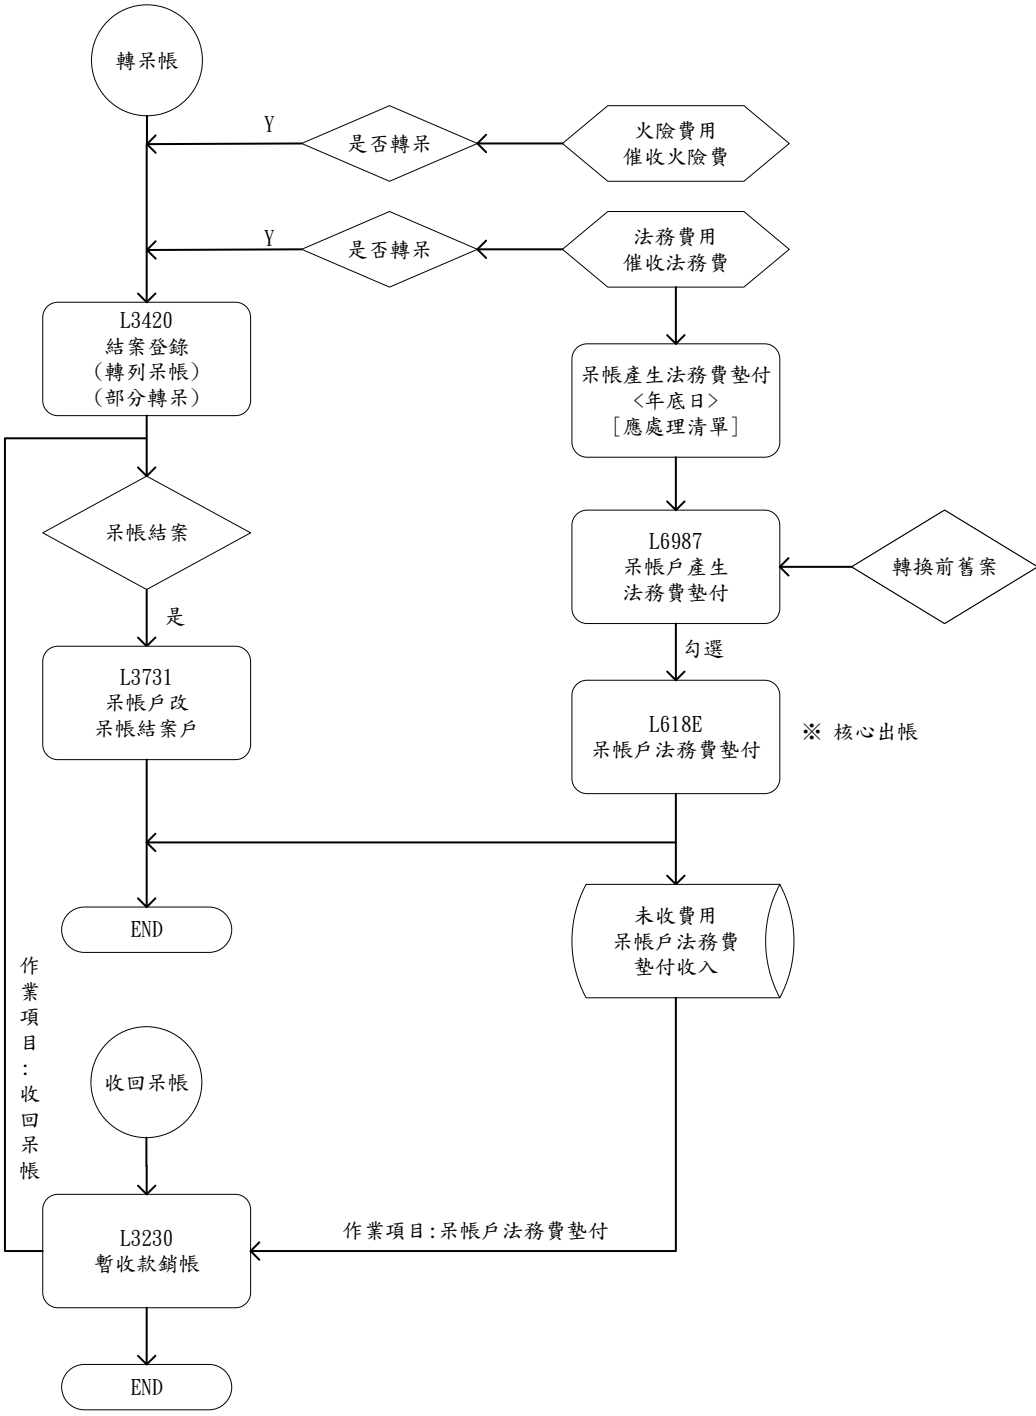 轉呆帳
Y
是否轉呆
火險費用
催收火險費
Y
是否轉呆
法務費用
催收法務費
L3420
結案登錄
(轉列呆帳)
(部分轉呆)
呆帳產生法務費墊付
<年底日>
[應處理清單]
呆帳結案
L6987
呆帳戶產生
法務費墊付
轉換前舊案
是
勾選
L3731
呆帳戶改
呆帳結案戶
L618E
呆帳戶法務費墊付
※ 核心出帳
END
未收費用
呆帳戶法務費
墊付收入
作業項目:收回呆帳
收回呆帳
作業項目:呆帳戶法務費墊付
L3230
暫收款銷帳
END